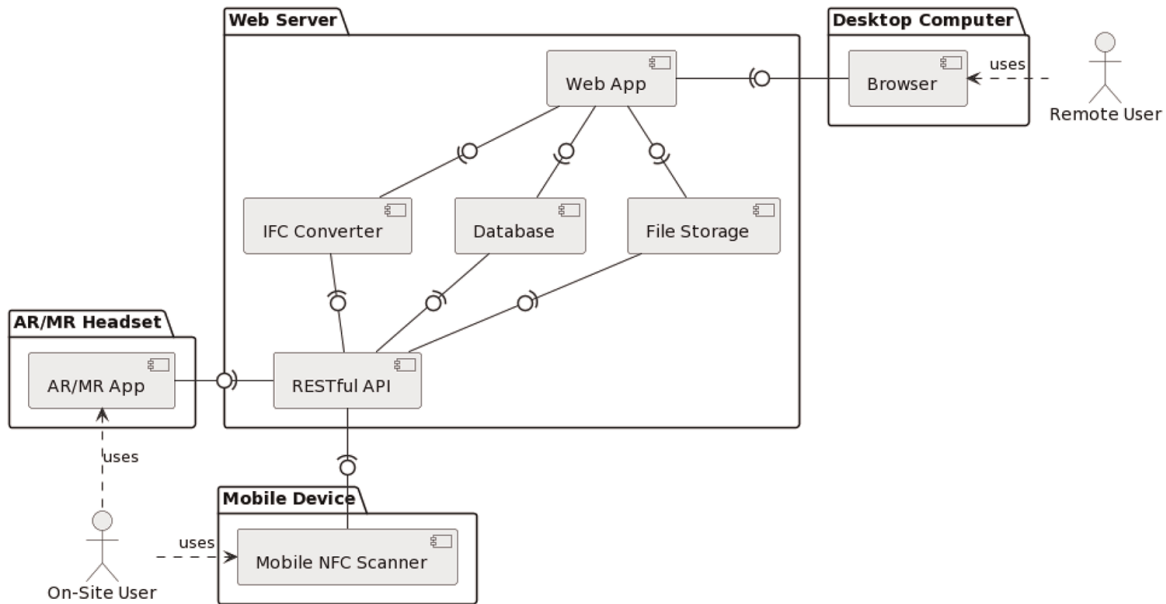 Web Server
Desktop Computer
Web App
Browser
uses
Remote User
IFC Converter
Database
File Storage
AR/MR Headset
AR/MR App
RESTful API
uses
Mobile Device
uses
Mobile NFC Scanner
On-Site User